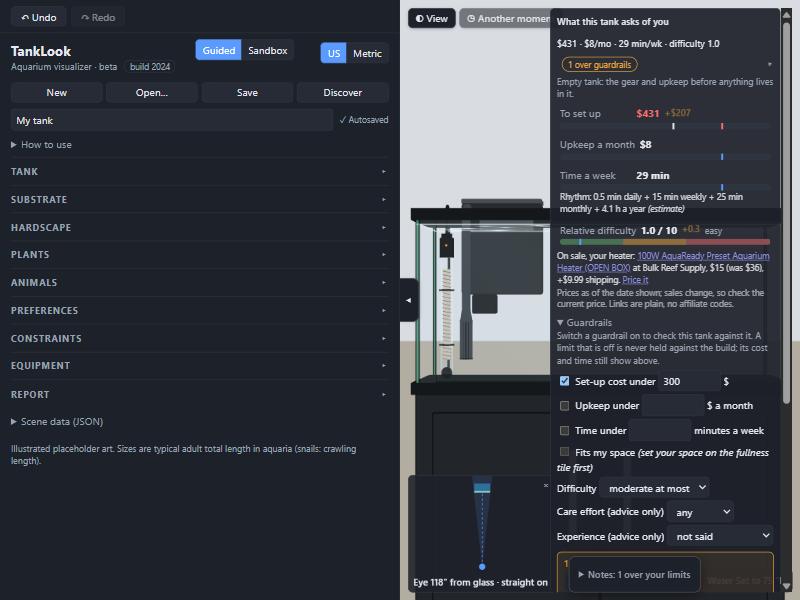 ↶ Undo
↷ Redo
TankLook
Aquarium visualizer · beta
build 2024
Guided
Sandbox
US
Metric
New
Open...
Save
Discover
My tank
✓ Autosaved
▶ How to use
TANK
SUBSTRATE
HARDSCAPE
PLANTS
ANIMALS
PREFERENCES
CONSTRAINTS
EQUIPMENT
REPORT
▶ Scene data (JSON)
Illustrated placeholder art. Sizes are typical adult total length in aquaria (snails: crawling
length).
◐ View
Another
Eye 118" from glass · straight on
×
What this tank asks of you
$431 · $8/mo · 29 min/wk · difficulty 1.0
1 over guardrails
Empty tank: the gear and upkeep before anything lives
in it.
To set up $431 +$207
Upkeep a month $8
Time a week 29 min
Rhythm: 0.5 min daily + 15 min weekly + 25 min
monthly + 4.1 h a year (estimate)
Relative difficulty 1.0 / 10 +0.3 easy
On sale, your heater: 100W AquaReady Preset Aquarium
Heater (OPEN BOX) at Bulk Reef Supply, $15 (was $36),
+$9.99 shipping. Price it
Prices as of the date shown; sales change, so check the
current price. Links are plain, no affiliate codes.
▼ Guardrails
Switch a guardrail on to check this tank against it. A
limit that is off is never held against the build; its cost
and time still show above.
Set-up cost under 300 $
Upkeep under $ a month
Time under minutes a week
Fits my space (set your space on the fullness
tile first)
Difficulty moderate at most
Care effort (advice only) any
Experience (advice only) not said
1
▶ Notes: 1 over your limits